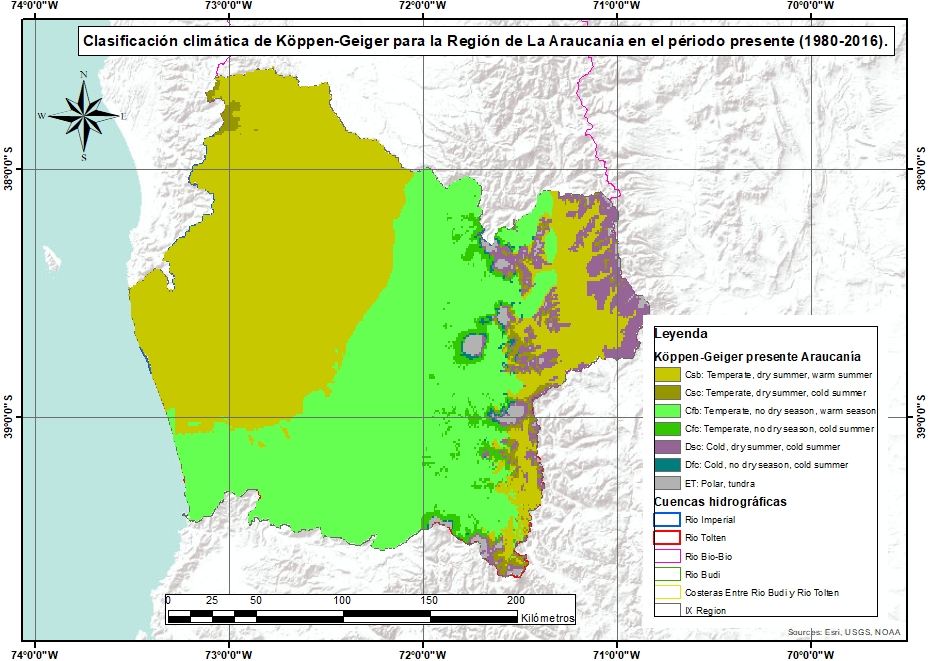 74°0'0"W 73°0'0"W 72°0'0"W 71°0'0"W 70°0'0"W
Clasificación climática de Köppen-Geiger para la Región de La Araucanía en el périodo presente (1980-2016).
N
W E
S
38°0'0"S 38°0'0"S
39°0'0"S 39°0'0"S
Leyenda
Köppen-Geiger presente Araucanía
Csb: Temperate, dry summer, warm summer
Csc: Temperate, dry summer, cold summer
Cfb: Temperate, no dry season, warm season
Cfc: Temperate, no dry season, cold summer
Dsc: Cold, dry summer, cold summer
Dfc: Cold, no dry season, cold summer
ET: Polar, tundra
Cuencas hidrográficas
Rio Imperial
Rio Tolten
Rio Bio-Bio
Rio Budi
Costeras Entre Rio Budi y Rio Tolten
IX Region
0 25 50 100 150 200
Kilómetros
Sources: Esri, USGS, NOAA
74°0'0"W 73°0'0"W 72°0'0"W 71°0'0"W 70°0'0"W